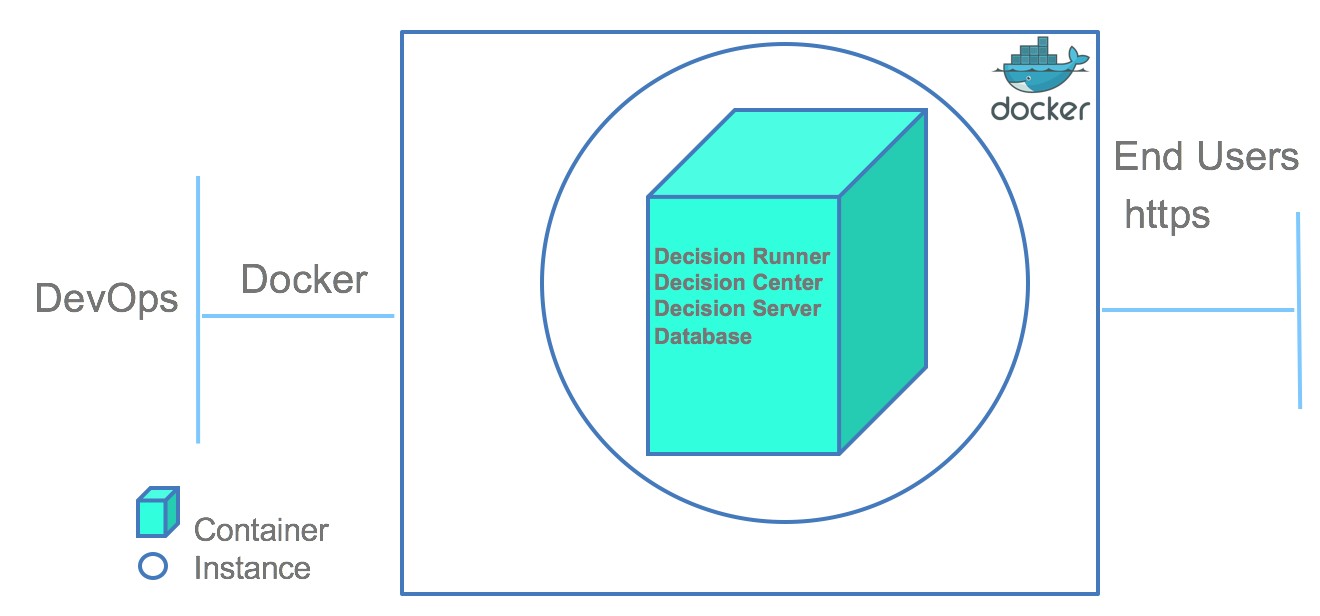 docker
End Users
https
DevOps
Docker
Decision Runner
Decision Center
Decision Server
Database
Container
Instance